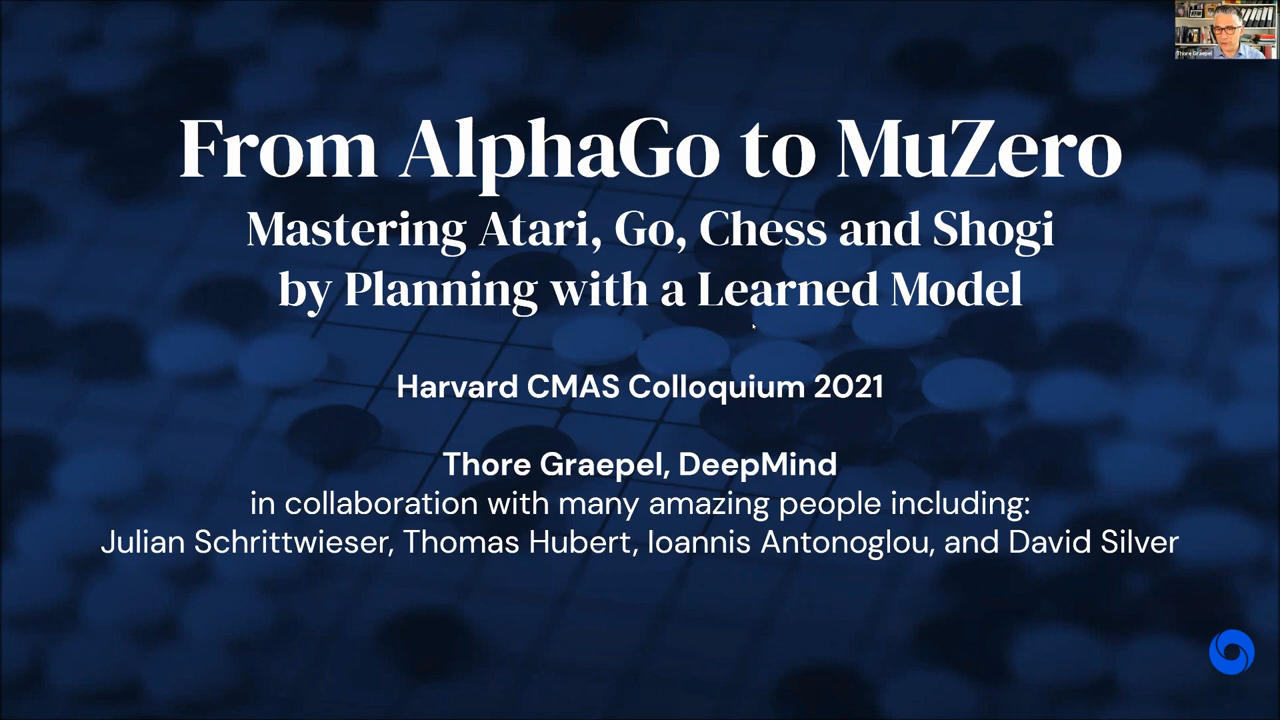 Thore Graepel
From AlphaGo to MuZero
Mastering Atari, Go, Chess and Shogi
by Planning with a Learned Model
Harvard CMAS Colloquium 2021
Thore Graepel, DeepMind
in collaboration with many amazing people including:
Julian Schrittwieser, Thomas Hubert, Ioannis Antonoglou, and David Silver